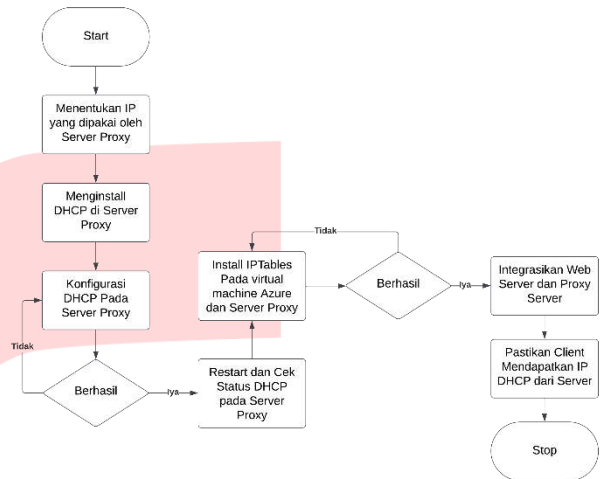 Start
Menentukan IP
yang dipakai oleh
Server Proxy
Menginstall
DHCP di Server
Proxy
Konfigurasi
DHCP Pada
Server Proxy
Tidak
Berhasil
Iya
Restart dan Cek
Status DHCP
pada Server
Proxy
Install IPTables
Pada virtual
machine Azure
dan Server Proxy
Tidak
Berhasil
Iya
Integrasikan Web
Server dan Proxy
Server
Pastikan Client
Mendapatkan IP
DHCP dari Server
Stop